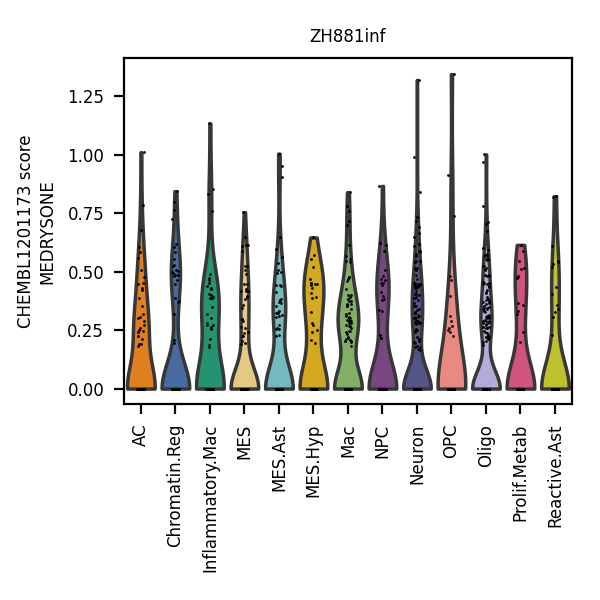 ZH881inf
CHEMBL1201173 score
MEDRYSONE
1.25
1.00
0.75
0.50
0.25
0.00
AC
Chromatin.Reg
Inflammatory.Mac
MES
MES.Ast
MES.Hyp
Mac
NPC
Neuron
OPC
Oligo
Prolif.Metab
Reactive.Ast